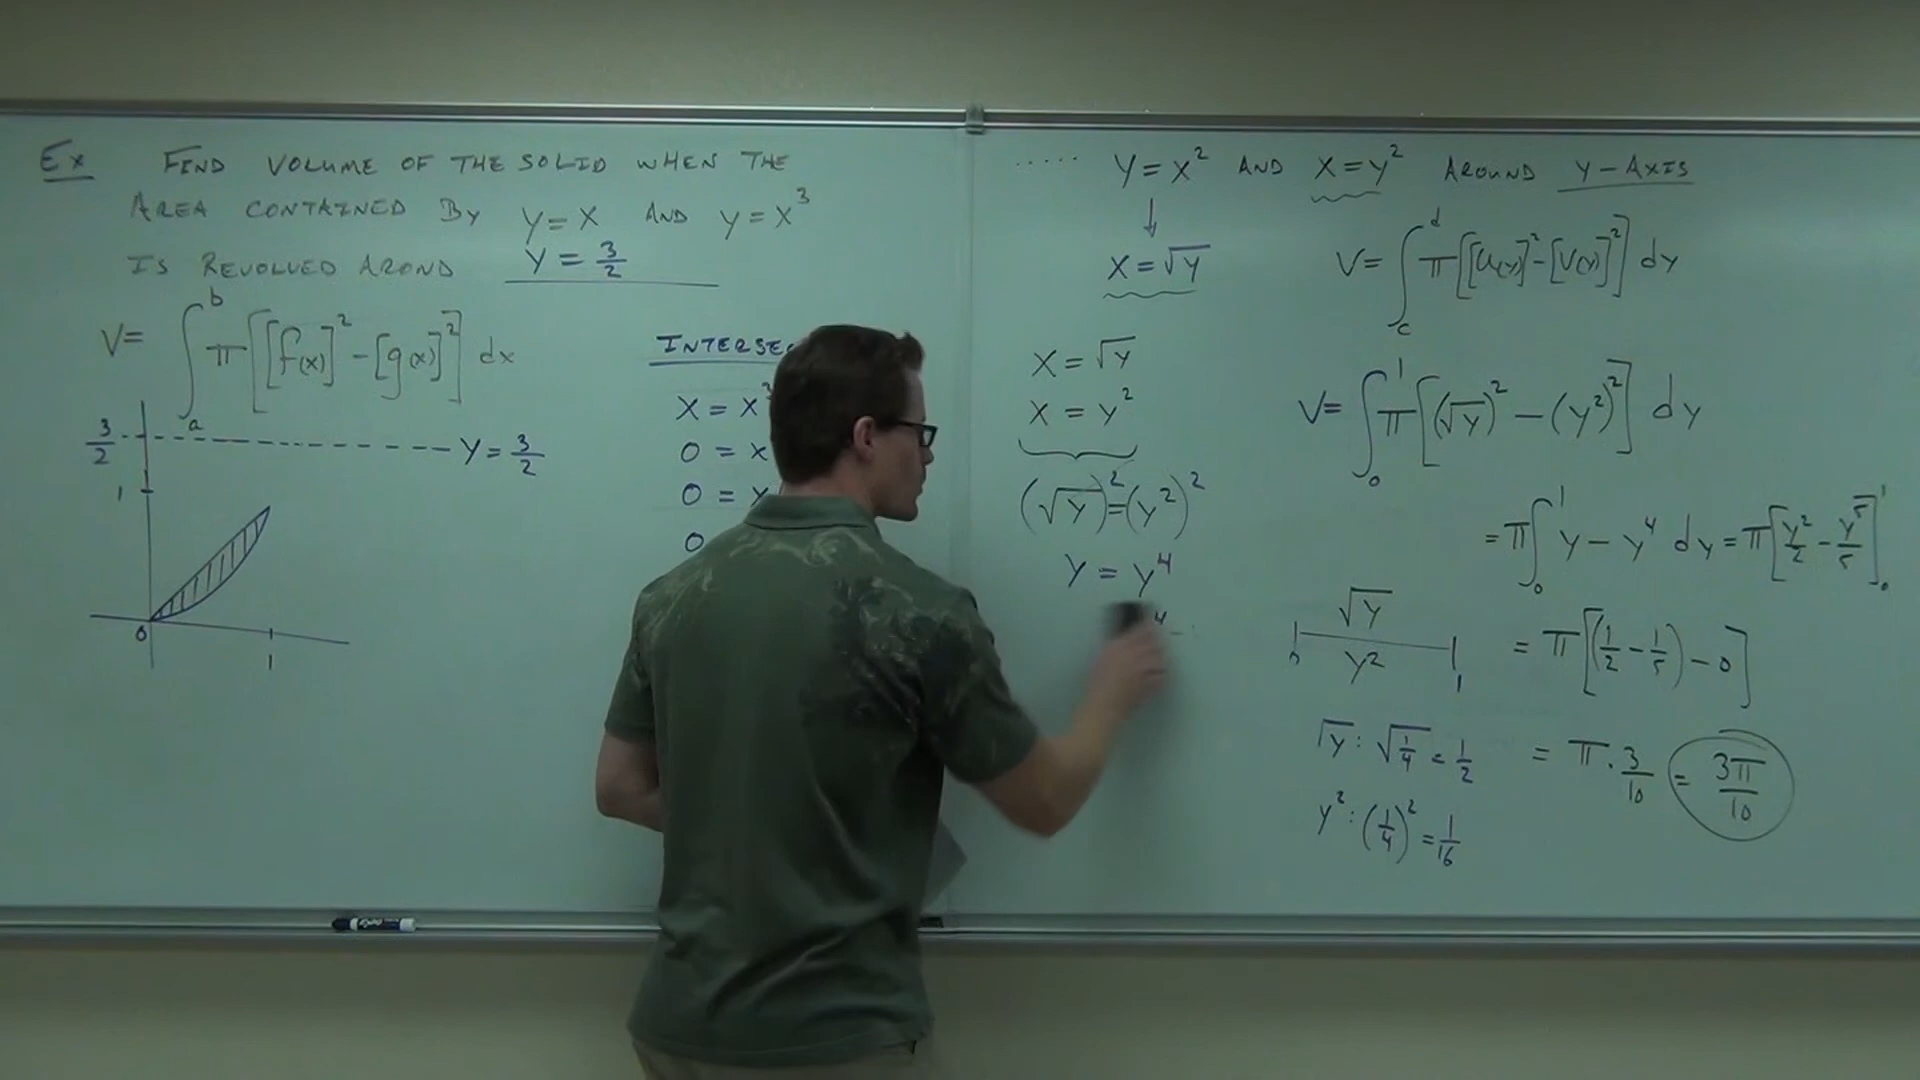 Ex FIND VOLUME OF THE SOLID WHEN THE
AREA CONTAINED BY y = x AND y = x³
IS REVOLVED AROND y = 3/2
V = ∫ₐᵇ π[[f(x)]² - [g(x)]²] dx
3/2 y = 3/2
1
0
1
x = x
0 = x
0 =
0
..... y = x² AND x = y² AROUND y-AXIS
x = √y
V = ∫_c^d π[[u(y)]² - [v(y)]²] dy
x = √y
x = y²
(√y)² = (y²)²
y = y⁴
4
V = ∫₀¹ π[(√y)² - (y²)²] dy
= π∫₀¹ y - y⁴ dy = π[y²/2 - y⁵/5]₀¹
√y
0 y² 1
= π[(1/2 - 1/5) - 0]
√y : √1/4 = 1/2
y² : (1/4)² = 1/16
= π · 3/10 = 3π/10